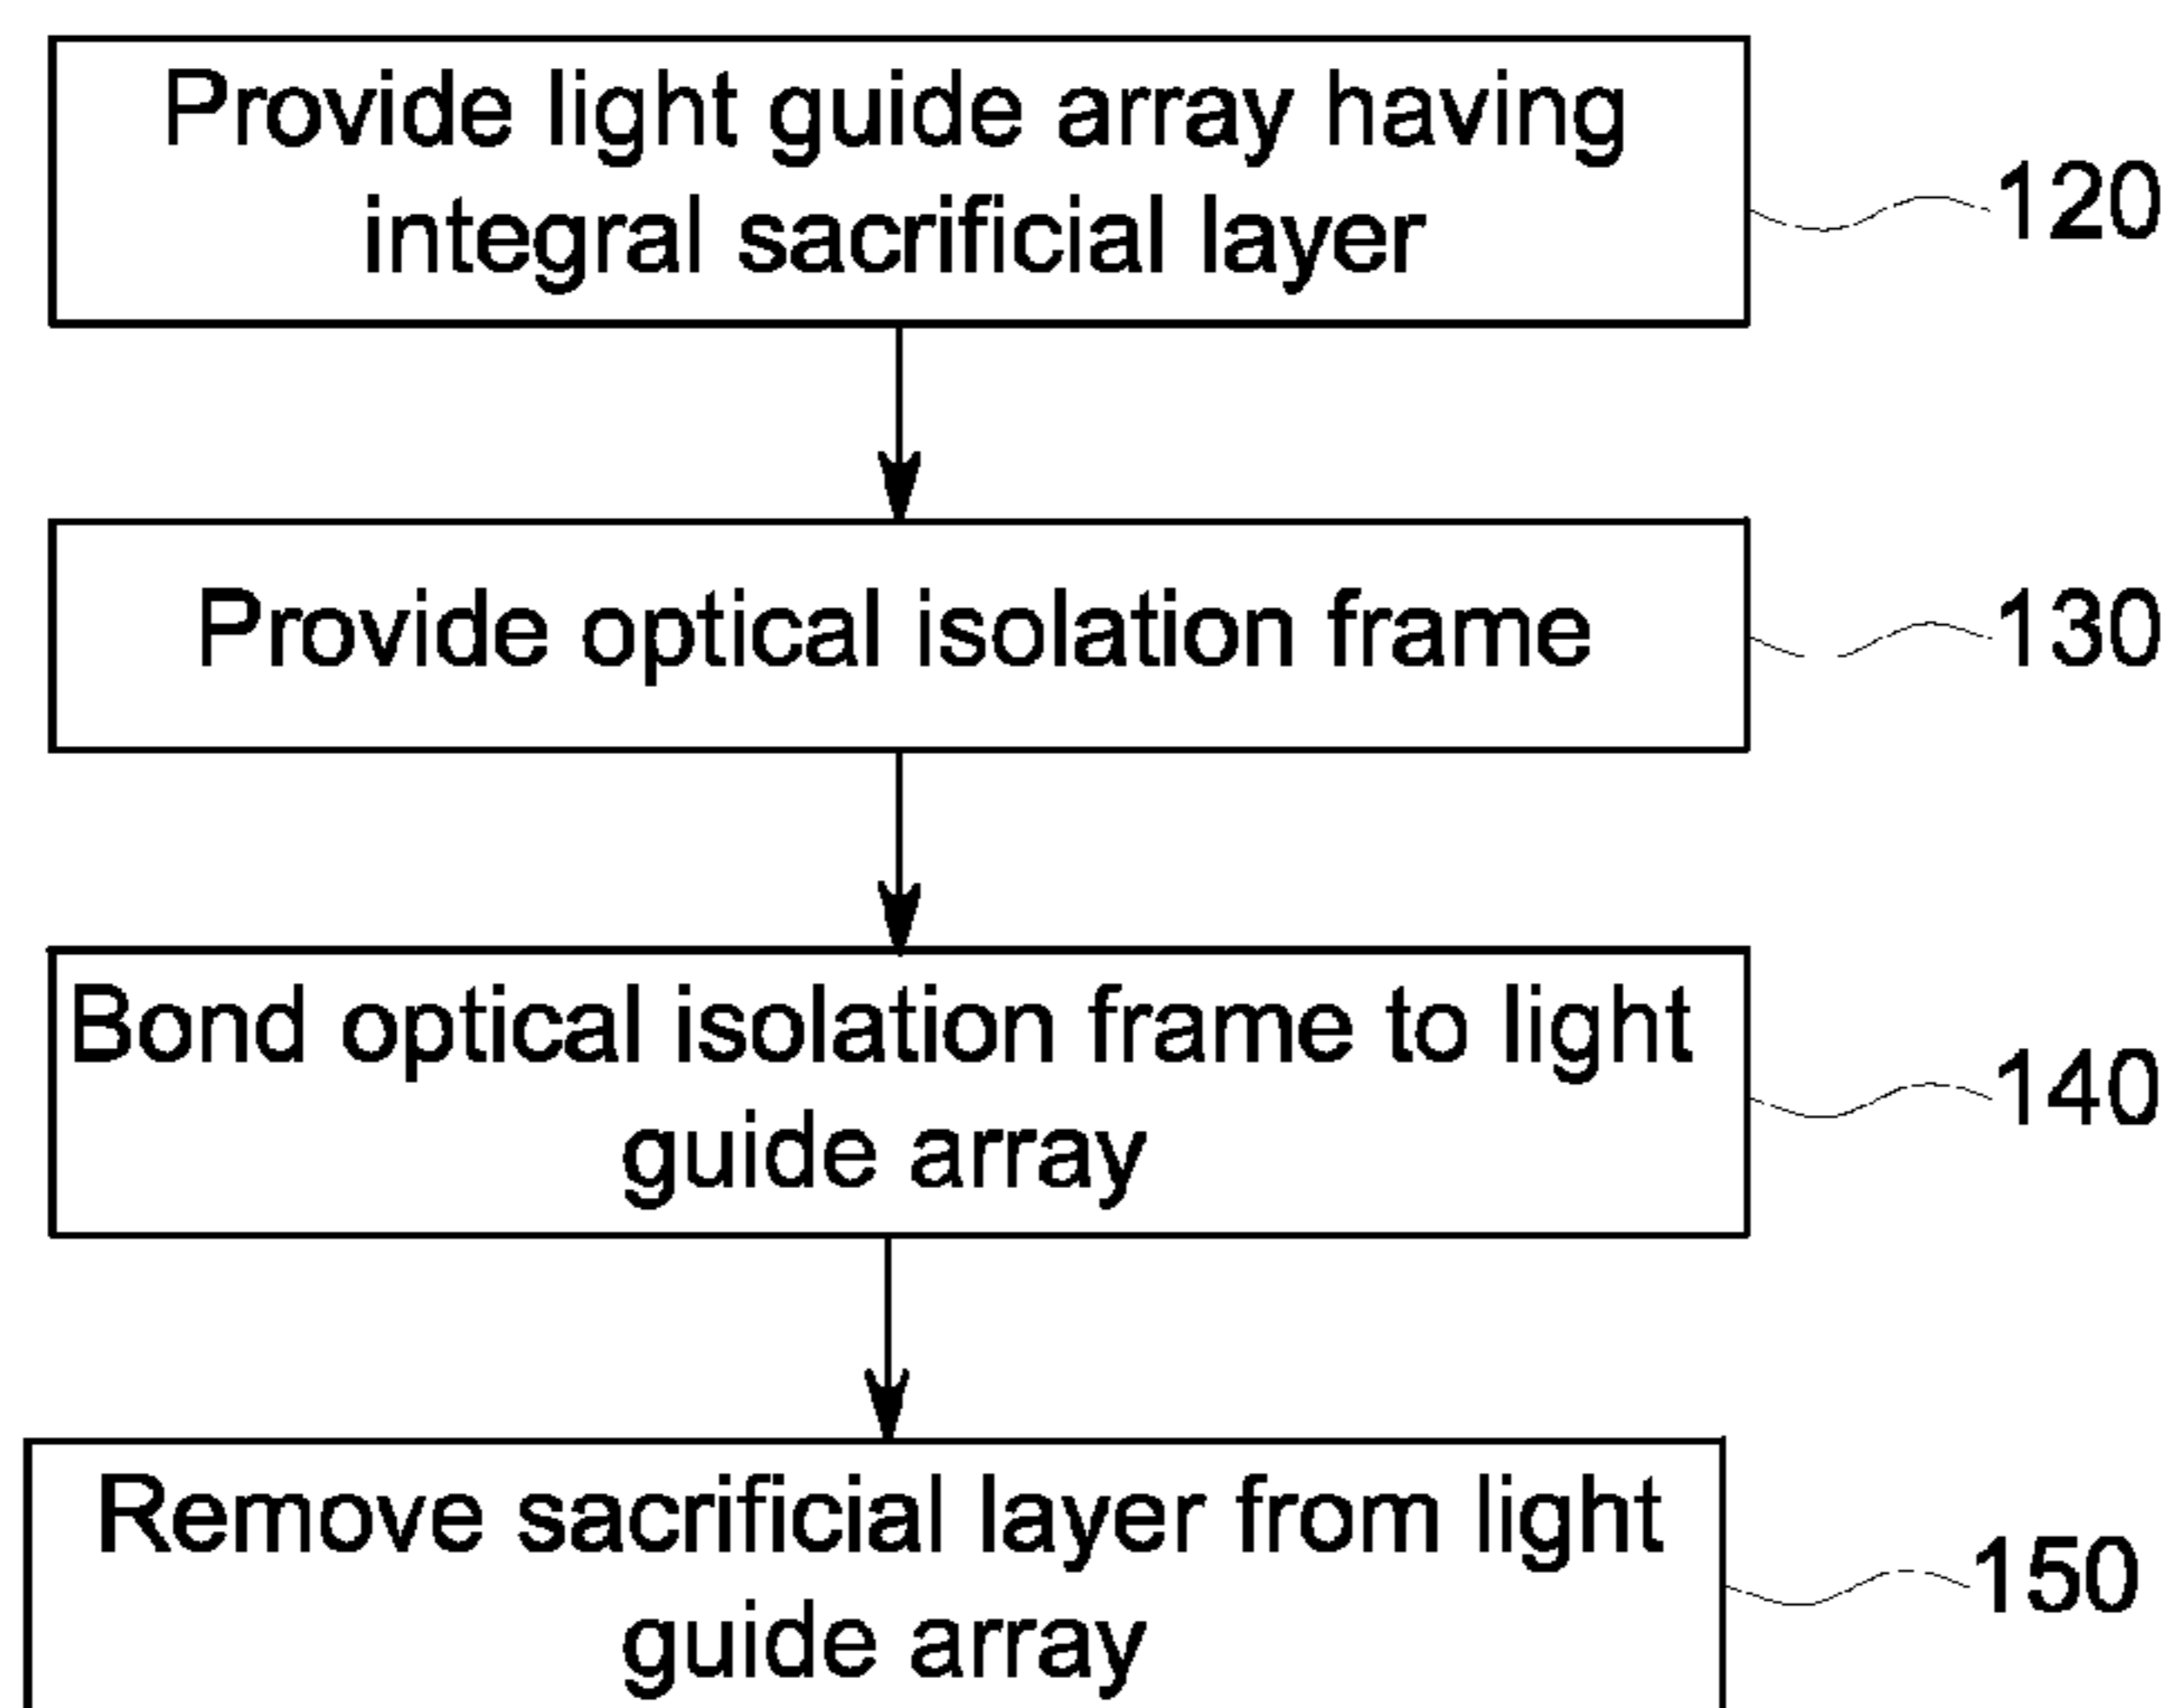 Provide light guide array having
integral sacrificial layer
120
Provide optical isolation frame
130
Bond optical isolation frame to light
guide array
140
Remove sacrificial layer from light
guide array
150